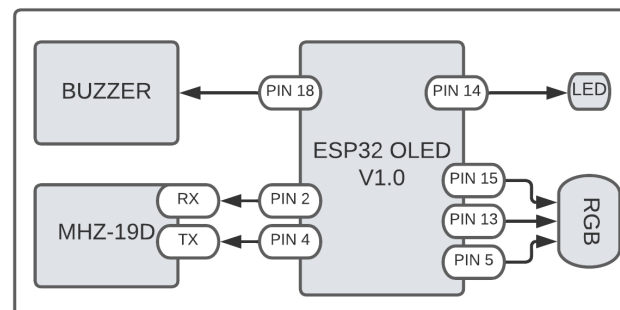 BUZZER
PIN 18
PIN 14
LED
ESP32 OLED
V1.0
PIN 15
RX
PIN 2
PIN 13
RGB
MHZ-19D
TX
PIN 4
PIN 5